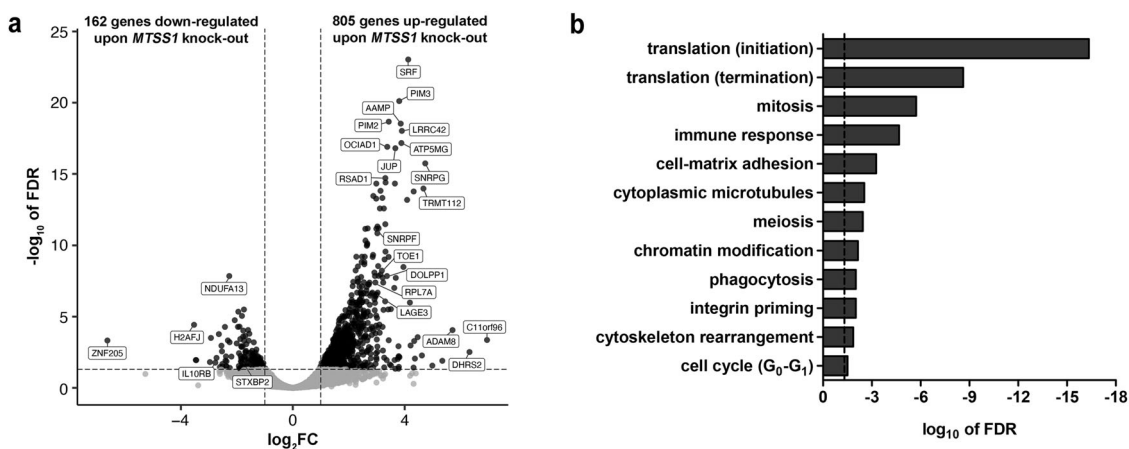 a
162 genes down-regulated
upon MTSS1 knock-out
805 genes up-regulated
upon MTSS1 knock-out
-log10 of FDR
25
20
15
10
5
0
SRF
PIM3
AAMP
PIM2
LRRC42
OCIAD1
ATP5MG
JUP
SNRPG
RSAD1
TRMT112
SNRPF
TOE1
DOLPP1
NDUFA13
RPL7A
LAGE3
C11orf96
H2AFJ
ADAM8
ZNF205
DHRS2
IL10RB
STXBP2
−4
0
4
log2FC
b
translation (initiation)
translation (termination)
mitosis
immune response
cell-matrix adhesion
cytoplasmic microtubules
meiosis
chromatin modification
phagocytosis
integrin priming
cytoskeleton rearrangement
cell cycle (G0-G1)
0
-3
-6
-9
-12
-15
-18
log10 of FDR